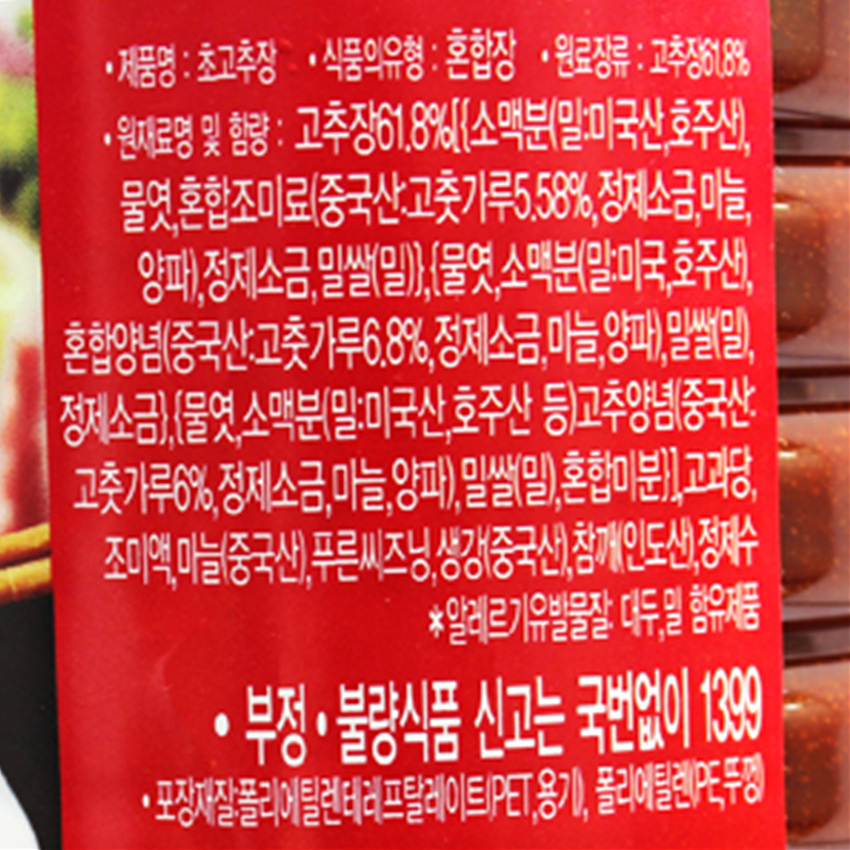 • 제품명 : 초고추장 • 식품의유형 : 혼합장 • 원료장류 : 고추장61.8%
• 원재료명 및 함량 : 고추장61.8%[{소맥분(밀:미국산,호주산),
물엿,혼합조미료(중국산:고춧가루5.58%,정제소금,마늘,
양파),정제소금,밀쌀(밀)},{물엿,소맥분(밀:미국,호주산),
혼합양념(중국산:고춧가루6.8%,정제소금,마늘,양파),밀쌀(밀),
정제소금},{물엿,소맥분(밀:미국산,호주산 등)고추양념(중국산:
고춧가루6%,정제소금,마늘,양파),밀쌀(밀),혼합미분}],고과당,
조미액,마늘(중국산),푸른씨즈닝,생강(중국산),참깨(인도산),정제수
*알레르기유발물질: 대두,밀 함유제품
• 부정•불량식품 신고는 국번없이 1399
• 포장재질:폴리에틸렌테레프탈레이트(PET,용기), 폴리에틸렌(PE,뚜껑)